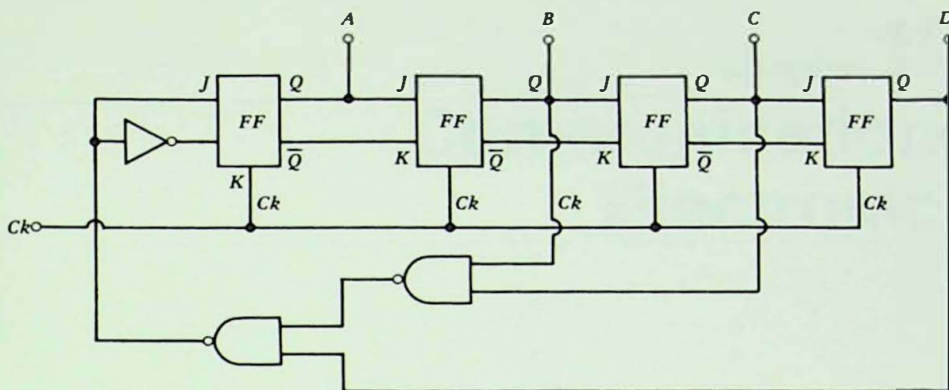 A B C D
J Q J Q J Q J Q
FF FF FF FF
Q̅ K Q̅ K Q̅ K
K
Ck Ck Ck Ck
Ck